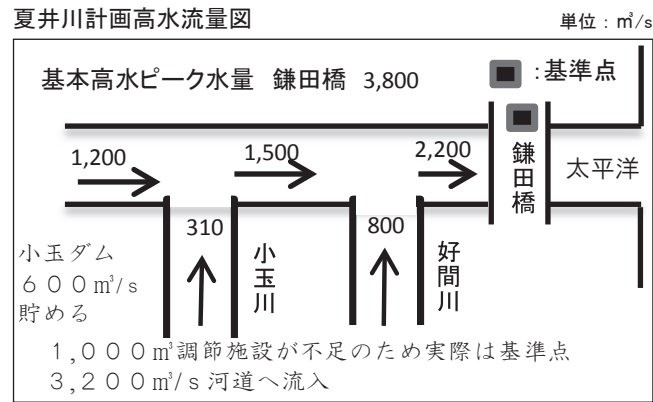 夏井川計画高水流量図
単位:㎥/s
基本高水ピーク水量 鎌田橋 3,800
:基準点
1,200
1,500
2,200
鎌田橋
太平洋
310
小玉川
800
好間川
小玉ダム
600㎥/s
貯める
1,000㎥調節施設が不足のため実際は基準点
3,200㎥/s河道へ流入